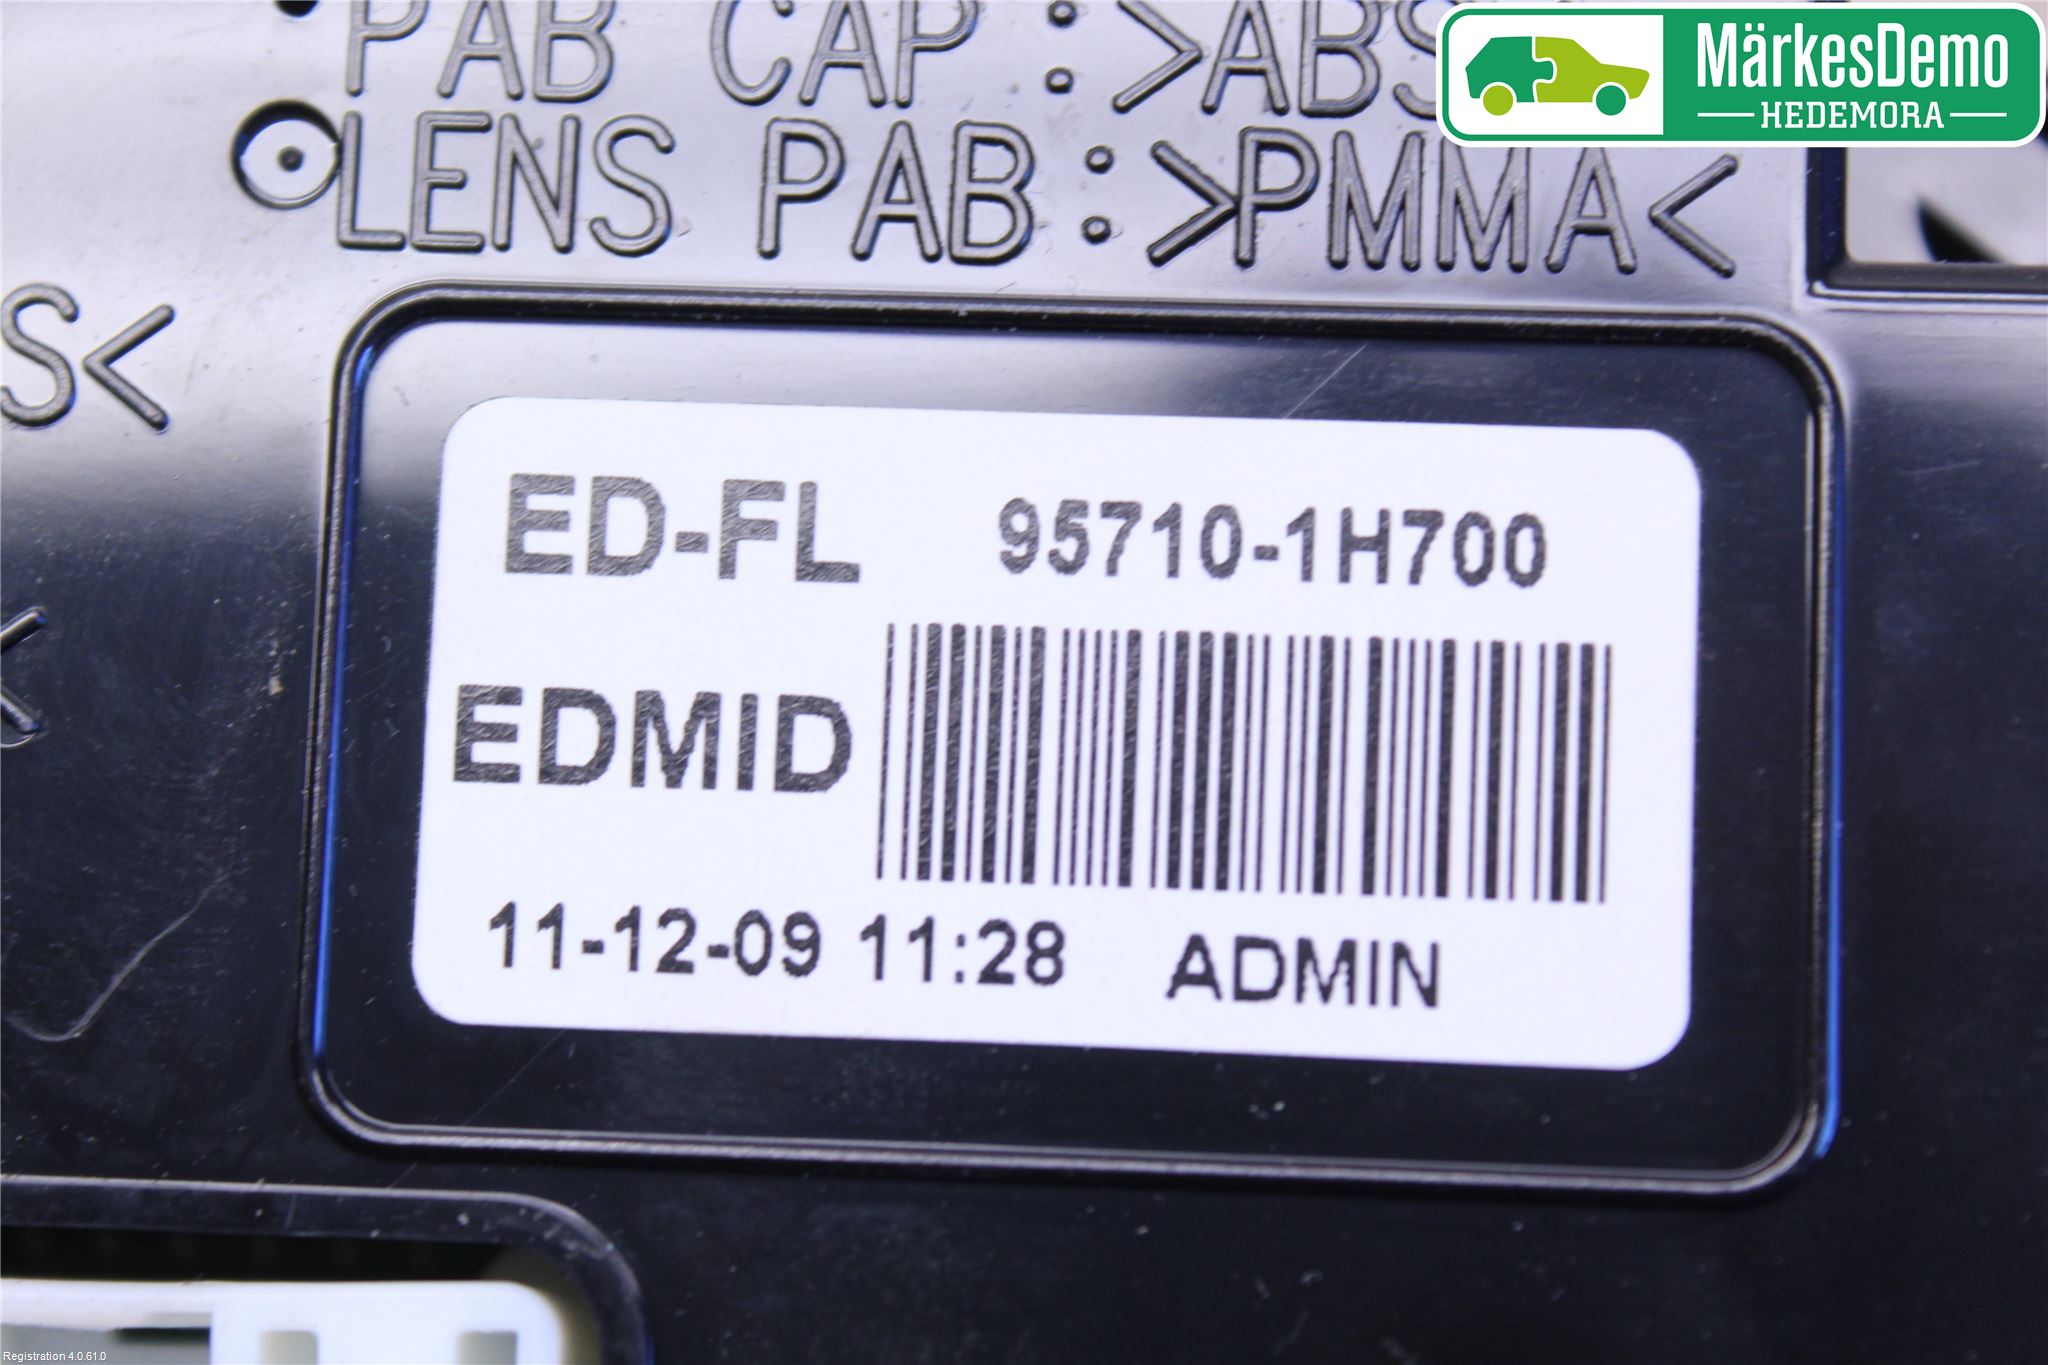 PAB CAP :>ABS
MärkesDemo
HEDEMORA
LENS PAB :>PMMA<
S<
<
ED-FL 95710-1H700
EDMID
11-12-09 11:28 ADMIN
Registration 4.0.61.0